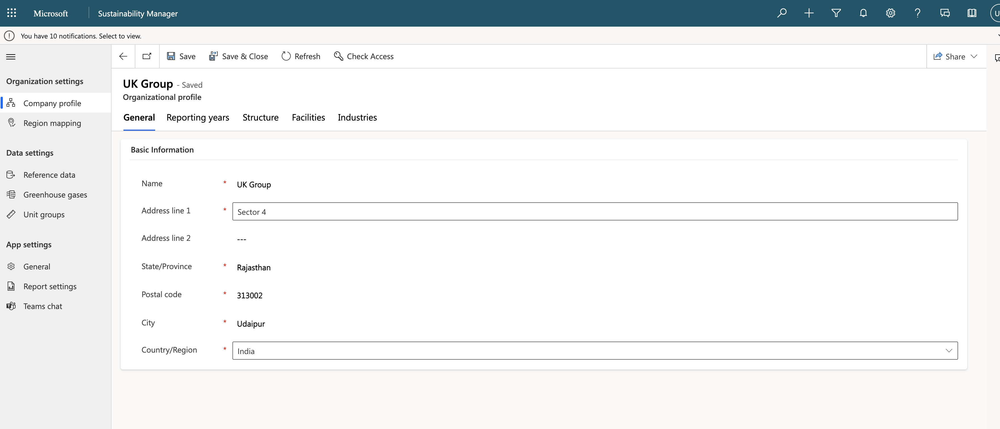 Microsoft Sustainability Manager
You have 10 notifications. Select to view.
Save Save & Close Refresh Check Access Share
Organization settings
Company profile
Region mapping
Data settings
Reference data
Greenhouse gases
Unit groups
App settings
General
Report settings
Teams chat
UK Group - Saved
Organizational profile
General Reporting years Structure Facilities Industries
Basic Information
Name * UK Group
Address line 1 * Sector 4
Address line 2 ---
State/Province * Rajasthan
Postal code * 313002
City * Udaipur
Country/Region * India